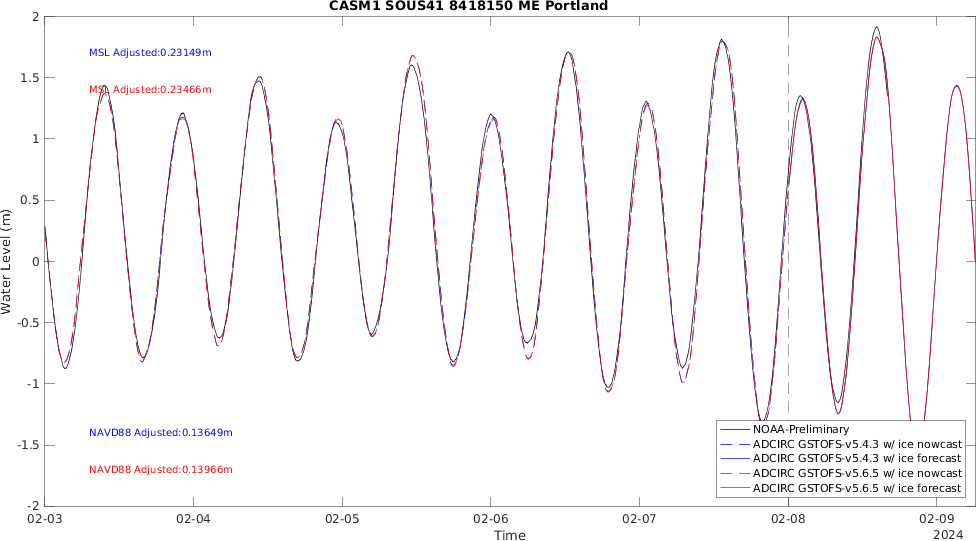 CASM1 SOUS41 8418150 ME Portland
2
1.5
1
0.5
0
-0.5
-1
-1.5
-2
Water Level (m)
MSL Adjusted:0.23149m
MSL Adjusted:0.23466m
NAVD88 Adjusted:0.13649m
NAVD88 Adjusted:0.13966m
NOAA-Preliminary
ADCIRC GSTOFS-v5.4.3 w/ ice nowcast
ADCIRC GSTOFS-v5.4.3 w/ ice forecast
ADCIRC GSTOFS-v5.6.5 w/ ice nowcast
ADCIRC GSTOFS-v5.6.5 w/ ice forecast
02-03 02-04 02-05 02-06 02-07 02-08 02-09
Time
2024